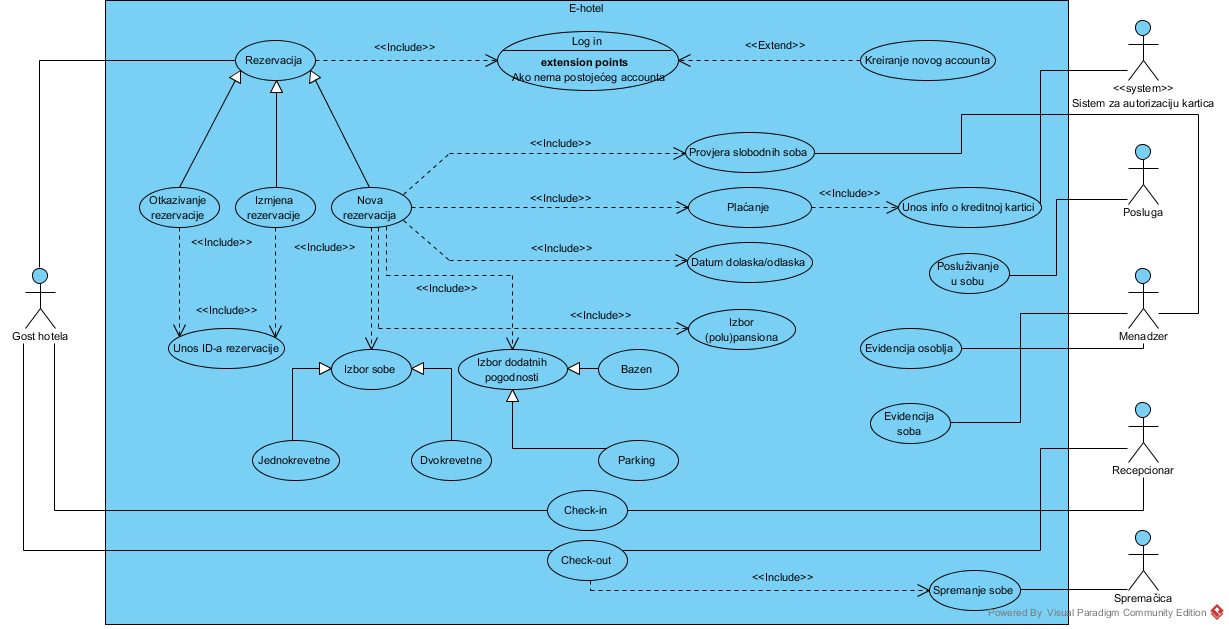 E-hotel
Rezervacija
<<Include>>
Log in
extension points
Ako nema postojećeg accounta
<<Extend>>
Kreiranje novog accounta
<<system>>
Sistem za autorizaciju kartica
<<Include>>
Provjera slobodnih soba
Otkazivanje
rezervacije
Izmjena
rezervacije
Nova
rezervacija
<<Include>>
Plaćanje
<<Include>>
Unos info o kreditnoj kartici
Posluga
<<Include>>
<<Include>>
<<Include>>
Datum dolaska/odlaska
Posluživanje
u sobu
<<Include>>
<<Include>>
<<Include>>
Izbor
(polu)pansiona
Gost hotela
Menadzer
Unos ID-a rezervacije
Evidencija osoblja
Izbor sobe
Izbor dodatnih
pogodnosti
Bazen
Evidencija
soba
Jednokrevetne
Dvokrevetne
Parking
Recepcionar
Check-in
Check-out
<<Include>>
Spremanje sobe
Spremačica
Powered By Visual Paradigm Community Edition